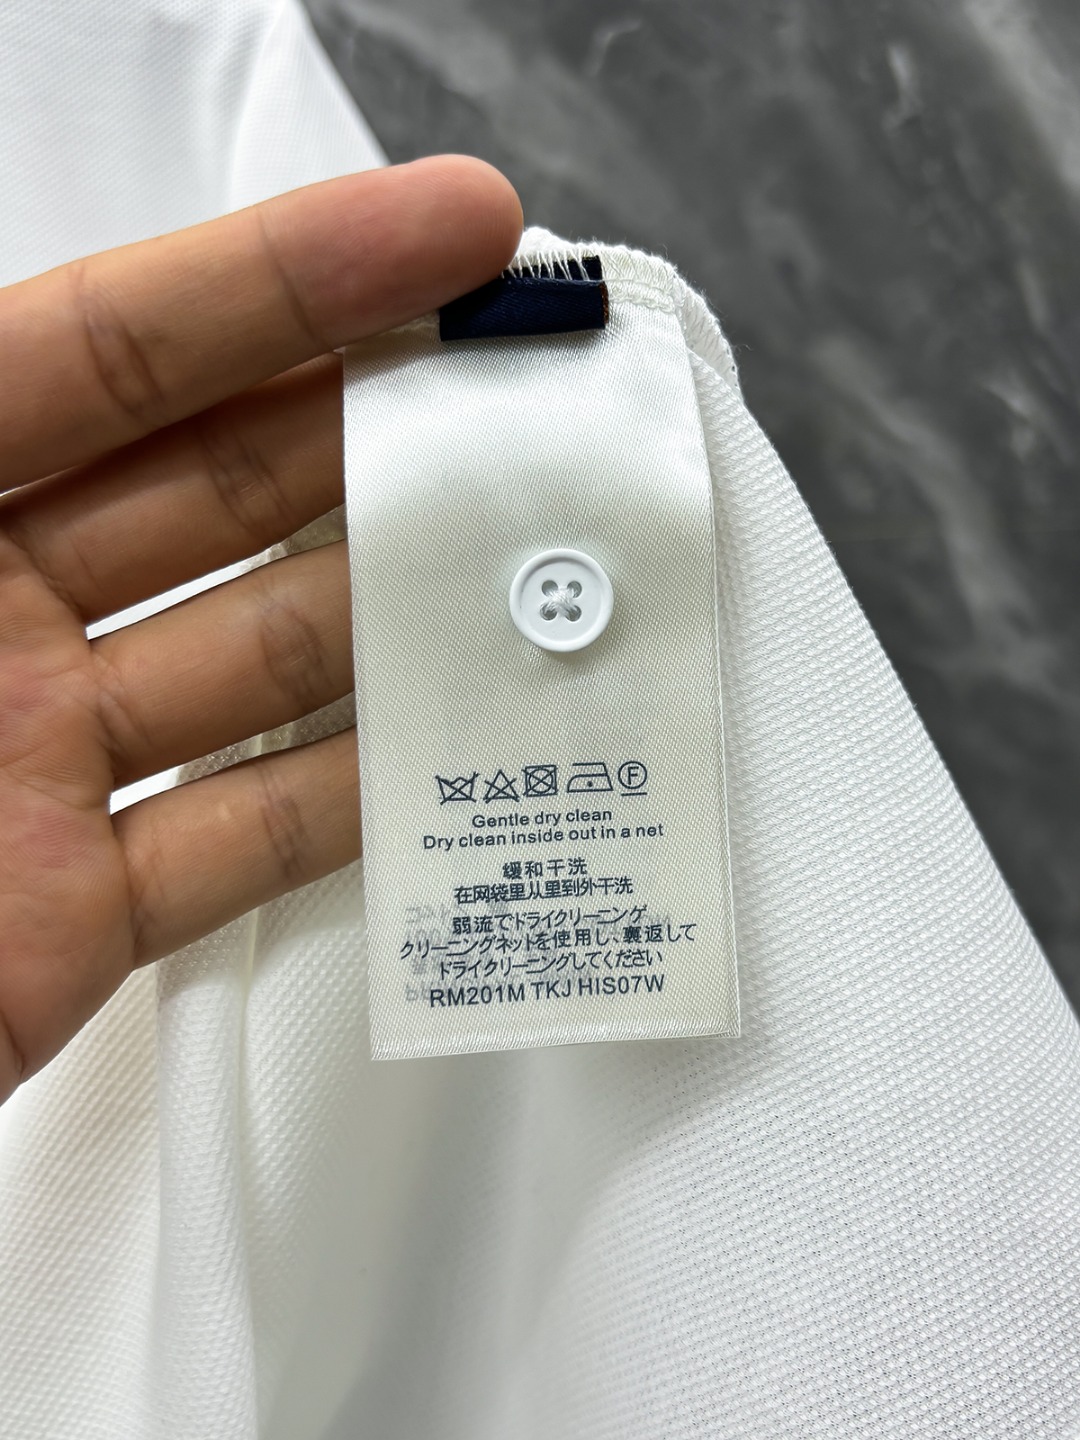 F
Gentle dry clean
Dry clean inside out in a net
缓和干洗
在网袋里从里到外干洗
弱流でドライクリーニング
クリーニングネットを使用し、裏返して
ドライクリーニングしてください
RM201M TKJ HIS07W